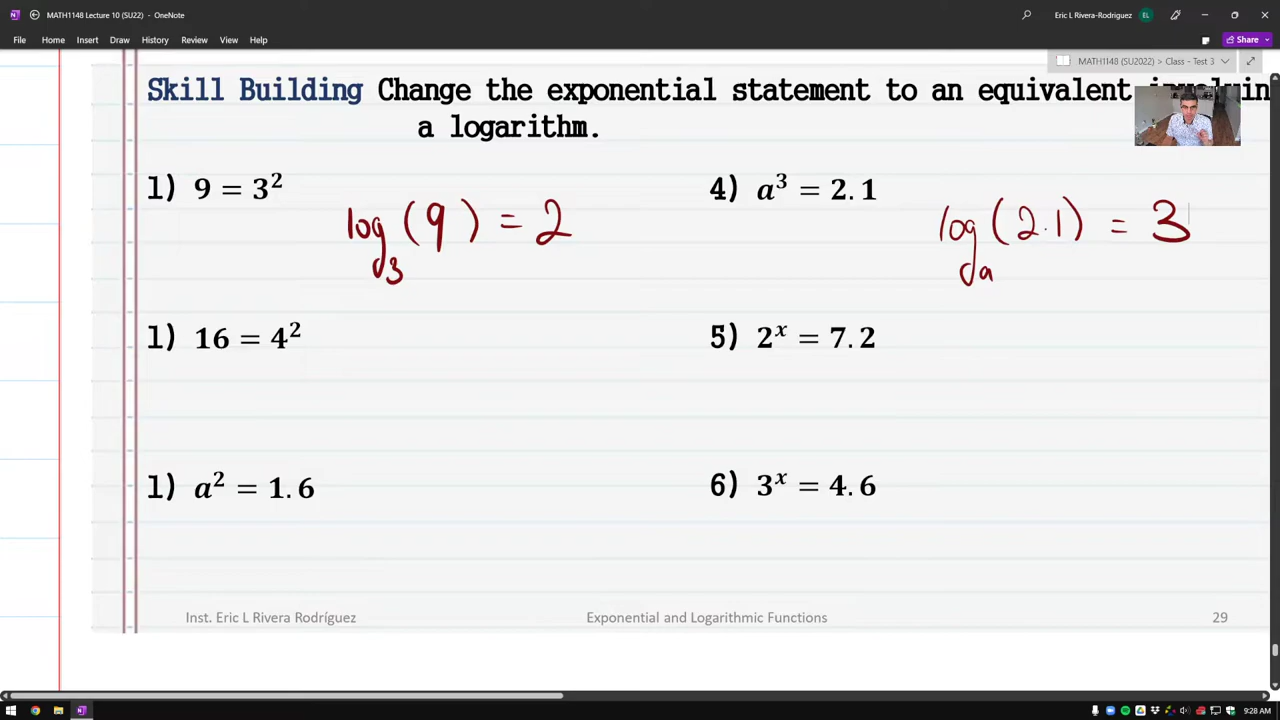 MATH1148 Lecture 10 (SU22) - OneNote
Eric L Rivera-Rodriguez
EL
File Home Insert Draw History Review View Help
Share
MATH1148 (SU2022) > Class - Test 3
Skill Building Change the exponential statement to an equivalent
a logarithm.
1) 9 = 3² 4) a³ = 2.1
log₃(9) = 2 logₐ(2.1) = 3
1) 16 = 4² 5) 2ˣ = 7.2
1) a² = 1.6 6) 3ˣ = 4.6
Inst. Eric L Rivera Rodríguez Exponential and Logarithmic Functions 29
9:28 AM